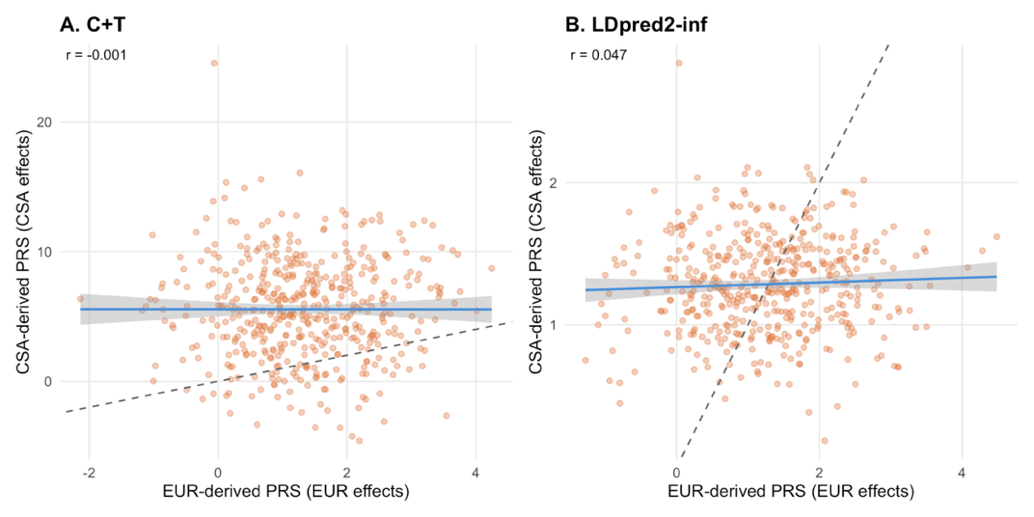 A. C+T
r = -0.001
CSA-derived PRS (CSA effects)
20
10
0
-2
0
2
4
EUR-derived PRS (EUR effects)
B. LDpred2-inf
r = 0.047
CSA-derived PRS (CSA effects)
2
1
0
2
4
EUR-derived PRS (EUR effects)